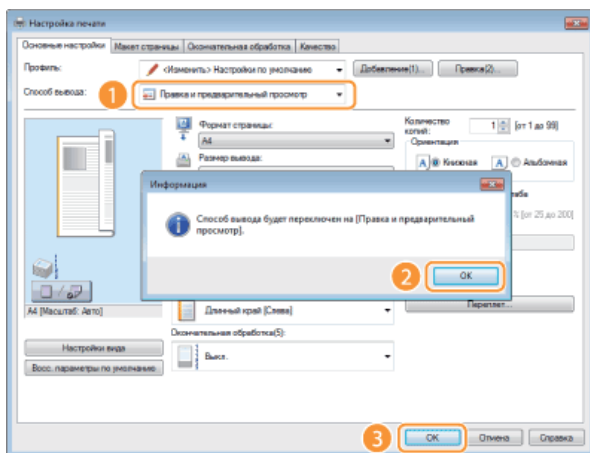 Настройка печати
Основные настройки Макет страницы Окончательная обработка Качество
Профиль: <Изменить> Настройки по умолчанию Добавление(1)... Правка(2)...
Способ вывода: 1 Правка и предварительный просмотр
Формат страницы: Количество копий: 1 [от 1 до 99]
A4 Ориентация
Размер вывода: A Книжная A Альбомная
Информация
Способ вывода будет переключен на [Правка и предварительный
просмотр].
% [от 25 до 200]
2 OK
A4 [Масштаб: Авто] Длинный край [Слева] Переплет...
Окончательная обработка(5):
Настройки вида Выкл.
Восс. параметры по умолчанию
3 OK Отмена Справка